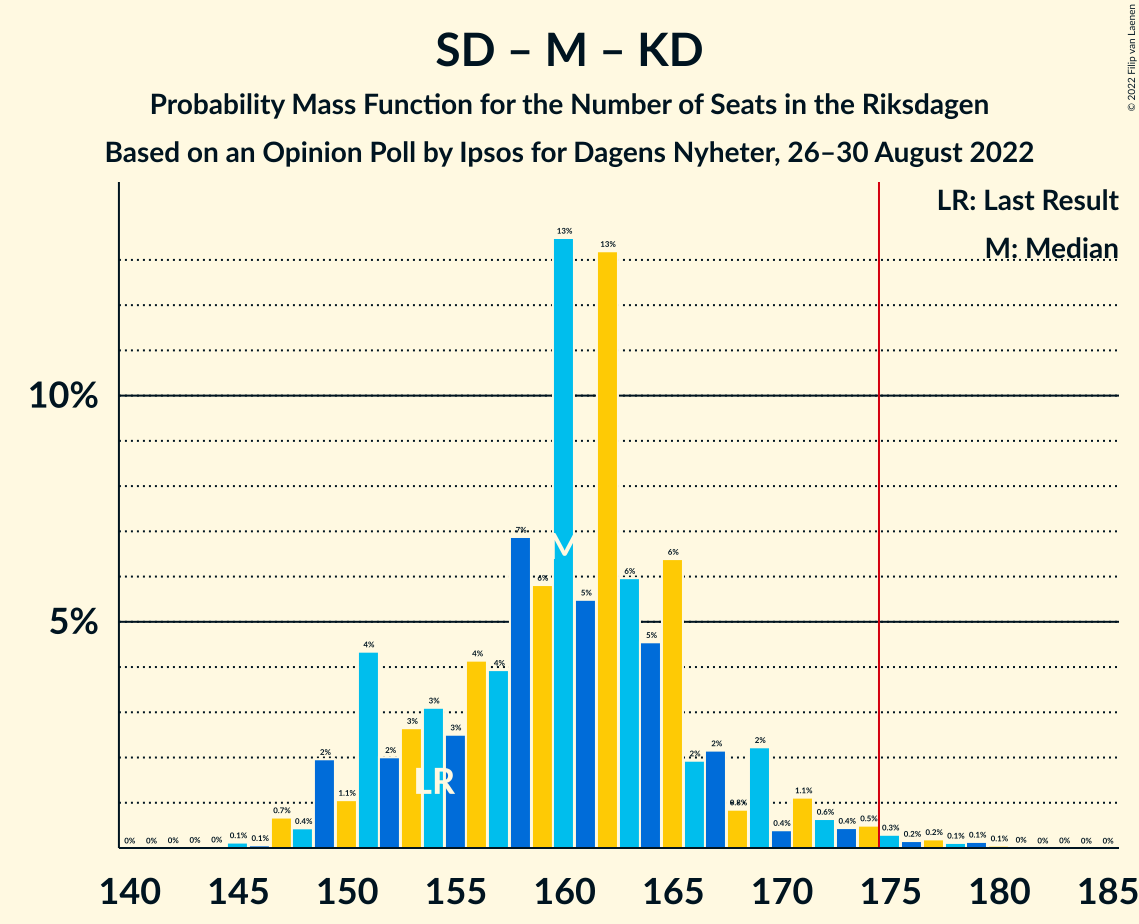 SD – M – KD
Probability Mass Function for the Number of Seats in the Riksdagen
Based on an Opinion Poll by Ipsos for Dagens Nyheter, 26–30 August 2022
© 2022 Filip van Laenen
LR: Last Result
M: Median
10%
5%
0% 0% 0% 0% 0% 0.1% 0.1% 0.7% 0.4% 2% 1.1% 4% 2% 3% 3% 3% 4% 4% 7% 6% 13% 5% 13% 6% 5% 6% 2% 2% 0.8% 2% 0.4% 1.1% 0.6% 0.4% 0.5% 0.3% 0.2% 0.2% 0.1% 0.1% 0.1% 0% 0% 0% 0% 0%
M
LR
140 145 150 155 160 165 170 175 180 185